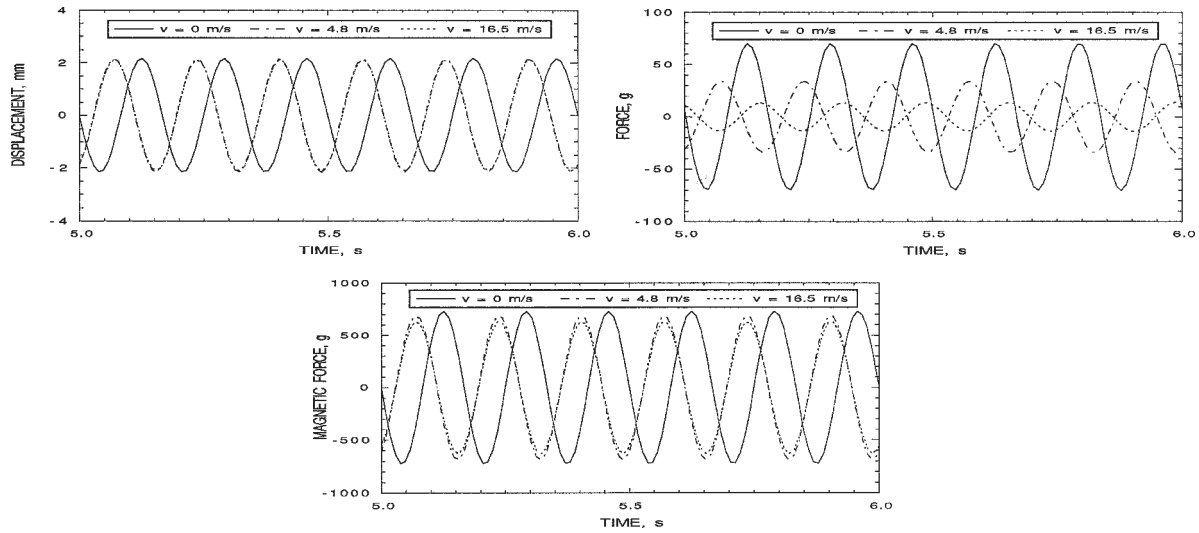 4
v = 0 m/s v = 4.8 m/s v = 16.5 m/s
2
0
-2
-4
DISPLACEMENT, mm
5.0 5.5 6.0
TIME, s
100
v = 0 m/s v = 4.8 m/s v = 16.5 m/s
50
0
-50
-100
FORCE, g
5.0 5.5 6.0
TIME, s
1000
v = 0 m/s v = 4.8 m/s v = 16.5 m/s
500
0
-500
-1000
MAGNETIC FORCE, g
5.0 5.5 6.0
TIME, s